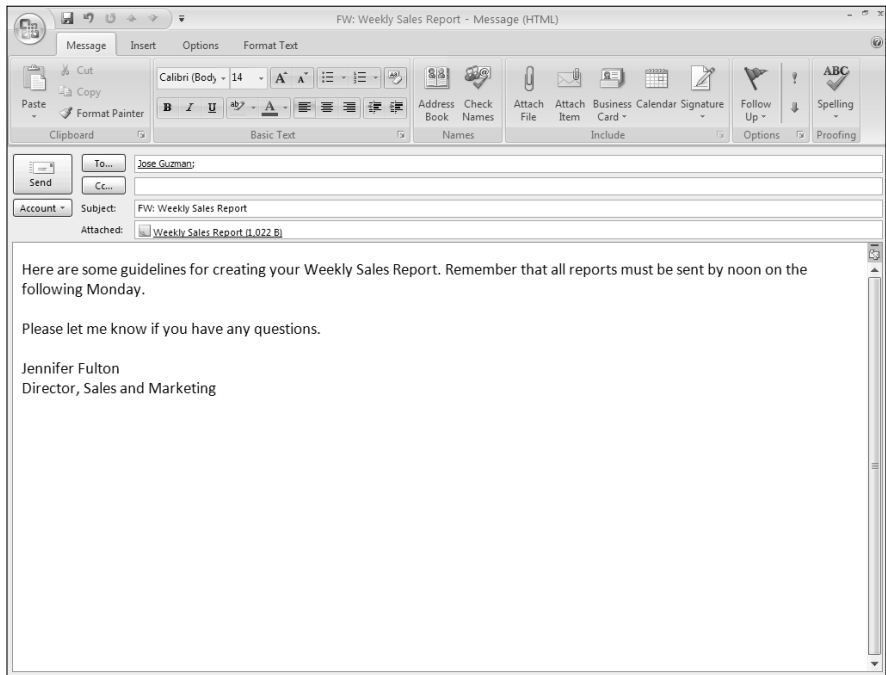 FW: Weekly Sales Report - Message (HTML)
Message Insert Options Format Text
Paste
Cut
Copy
Format Painter
Clipboard
Calibri (Body 14 A A
B I U ab A
Basic Text
Address Book
Check Names
Names
Attach File
Attach Item
Business Card
Calendar
Signature
Include
Follow Up
Options
ABC
Spelling
Proofing
Send
To... Jose Guzman;
Cc...
Account Subject: FW: Weekly Sales Report
Attached: Weekly Sales Report (1,022 B)
Here are some guidelines for creating your Weekly Sales Report. Remember that all reports must be sent by noon on the
following Monday.
Please let me know if you have any questions.
Jennifer Fulton
Director, Sales and Marketing